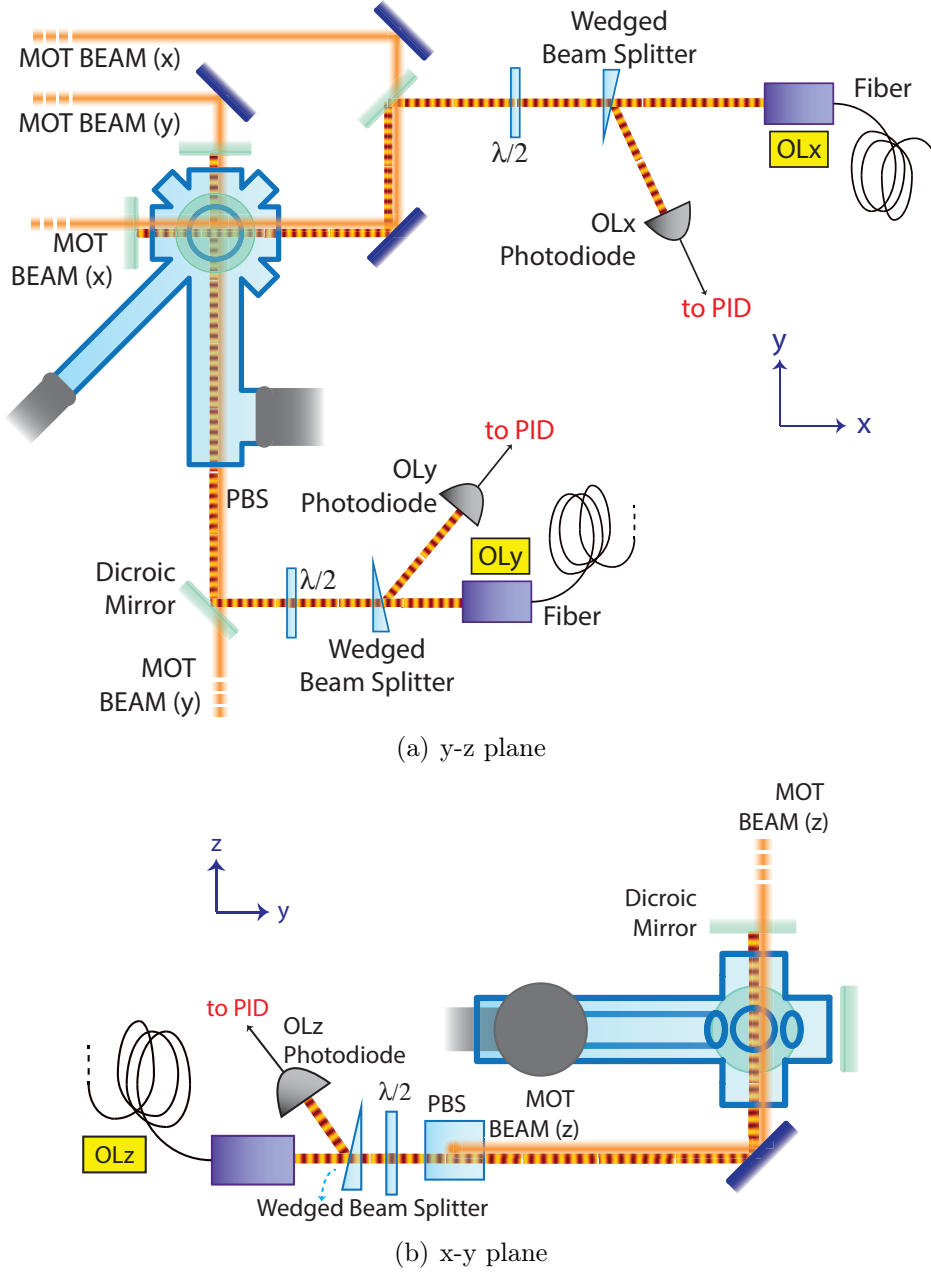 Wedged
Beam Splitter
MOT BEAM (x)
MOT BEAM (y)
Fiber
λ/2
OLx
OLx
Photodiode
MOT
BEAM (x)
to PID
y
x
to PID
OLy
Photodiode
PBS
OLy
λ/2
Dicroic
Mirror
Fiber
Wedged
Beam Splitter
MOT
BEAM (y)
(a) y-z plane
MOT
BEAM (z)
z
y
Dicroic
Mirror
to PID
OLz
Photodiode
λ/2
PBS
MOT
BEAM (z)
OLz
Wedged Beam Splitter
(b) x-y plane